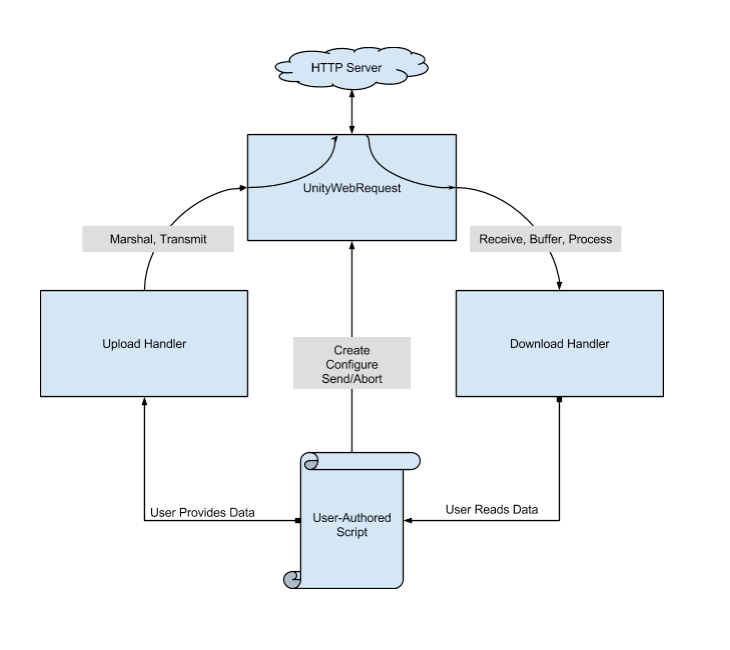 HTTP Server
UnityWebRequest
Marshal, Transmit
Receive, Buffer, Process
Upload Handler
Download Handler
Create
Configure
Send/Abort
User Provides Data
User-Authored
Script
User Reads Data